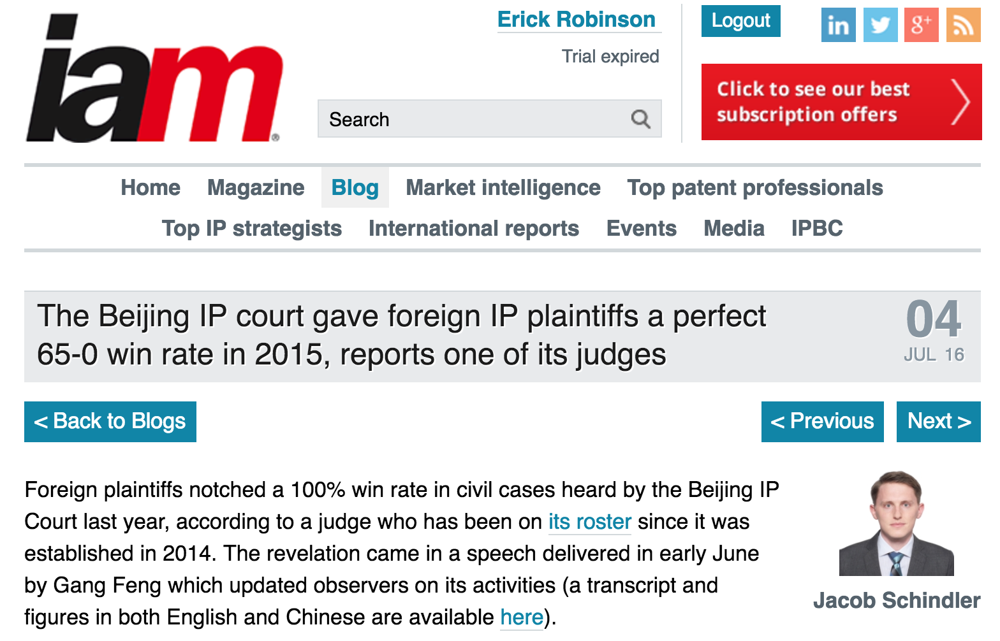 iam®
Erick Robinson
Trial expired
Logout
in
g+
Search
Click to see our best
subscription offers
Home Magazine Blog Market intelligence Top patent professionals
Top IP strategists International reports Events Media IPBC
The Beijing IP court gave foreign IP plaintiffs a perfect
65-0 win rate in 2015, reports one of its judges
04
JUL 16
< Back to Blogs
< Previous
Next >
Foreign plaintiffs notched a 100% win rate in civil cases heard by the Beijing IP
Court last year, according to a judge who has been on its roster since it was
established in 2014. The revelation came in a speech delivered in early June
by Gang Feng which updated observers on its activities (a transcript and
figures in both English and Chinese are available here).
Jacob Schindler